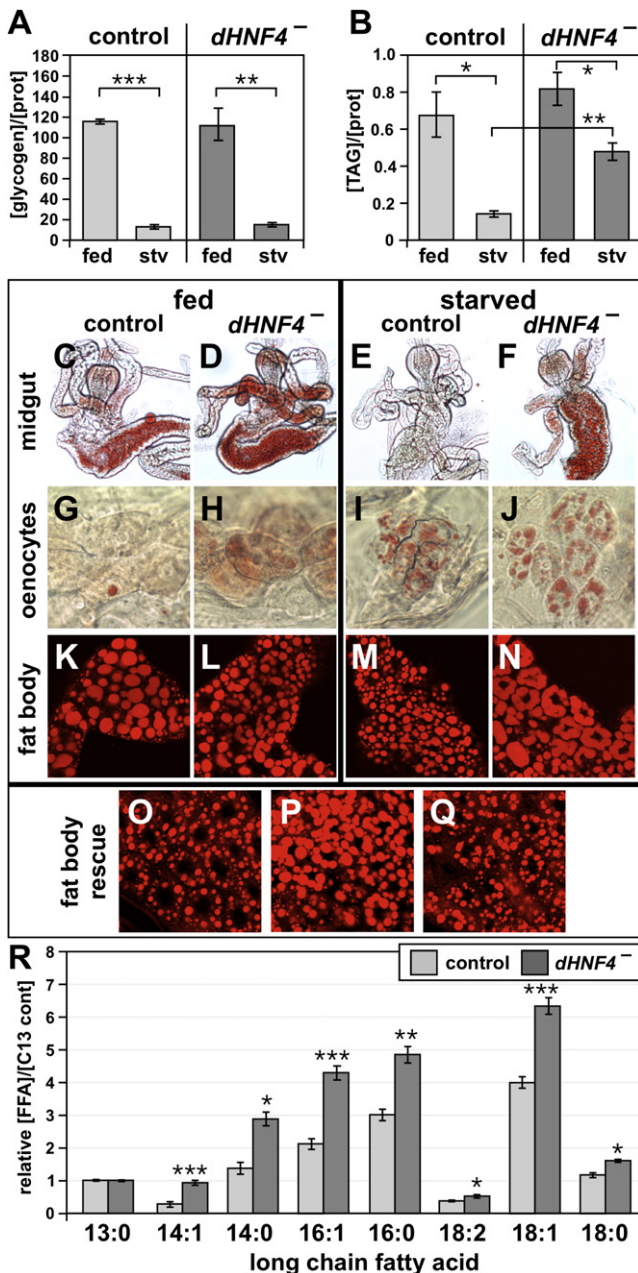 A
control
dHNF4⁻
[glycogen]/[prot]
120
100
80
60
40
20
0
***
**
fed
stv
fed
stv
B
control
dHNF4⁻
[TAG]/[prot]
1.0
0.8
0.6
0.4
0.2
0
*
*
**
fed
stv
fed
stv
fed
starved
control
dHNF4⁻
control
dHNF4⁻
midgut
C
D
E
F
oenocytes
G
H
I
J
fat body
K
L
M
N
fat body
rescue
O
P
Q
R
control
dHNF4⁻
relative [FFA]/[C13 cont]
8
7
6
5
4
3
2
1
0
***
*
***
**
*
***
*
13:0
14:1
14:0
16:1
16:0
18:2
18:1
18:0
long chain fatty acid